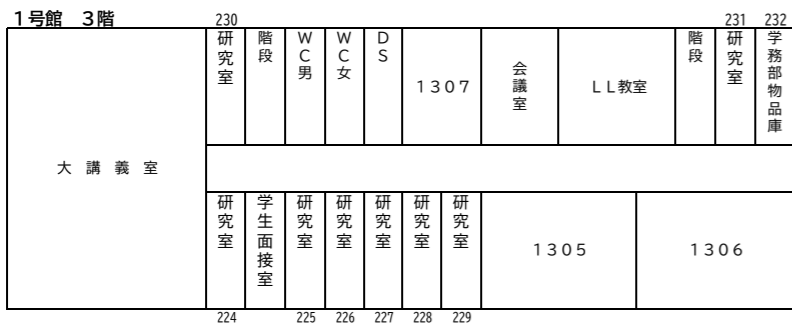 1号館　3階
230
231
232
研究室
階段
WC男
WC女
DS
1307
会議室
LL教室
階段
研究室
学務部物品庫
大講義室
研究室
学生面接室
研究室
研究室
研究室
研究室
研究室
1305
1306
224
225
226
227
228
229